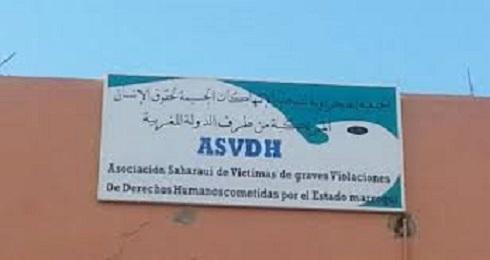 الجمعية الصحراوية لضحايا الانتهاكات الجسيمة لحقوق الإنسان
المرتكبة من طرف الدولة المغربية
ASVDH
Asociación Saharaui de Víctimas de graves Violaciones
De Derechos Humanos cometidas por el Estado marroquí